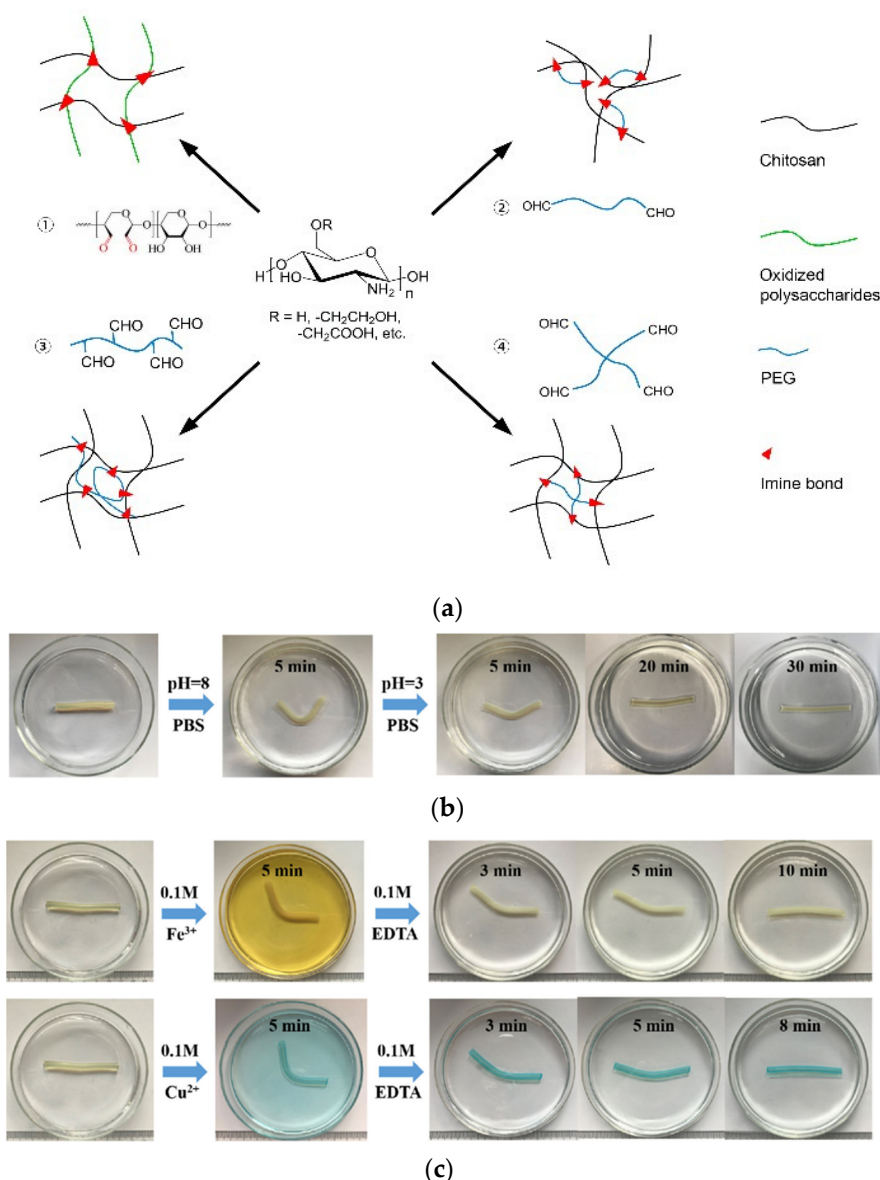 ①
O
O
O
O
O
O
HO
OH
②
OHC
CHO
Chitosan
OR
H
O
HO
O
NH2
OH
n
R = H, -CH2CH2OH,
-CH2COOH, etc.
Oxidized
polysaccharides
③
CHO
CHO
CHO
CHO
④
OHC
CHO
OHC
CHO
PEG
Imine bond
(a)
pH=8
PBS
5 min
pH=3
PBS
5 min
20 min
30 min
(b)
0.1M
Fe3+
5 min
0.1M
EDTA
3 min
5 min
10 min
0.1M
Cu2+
5 min
0.1M
EDTA
3 min
5 min
8 min
(c)